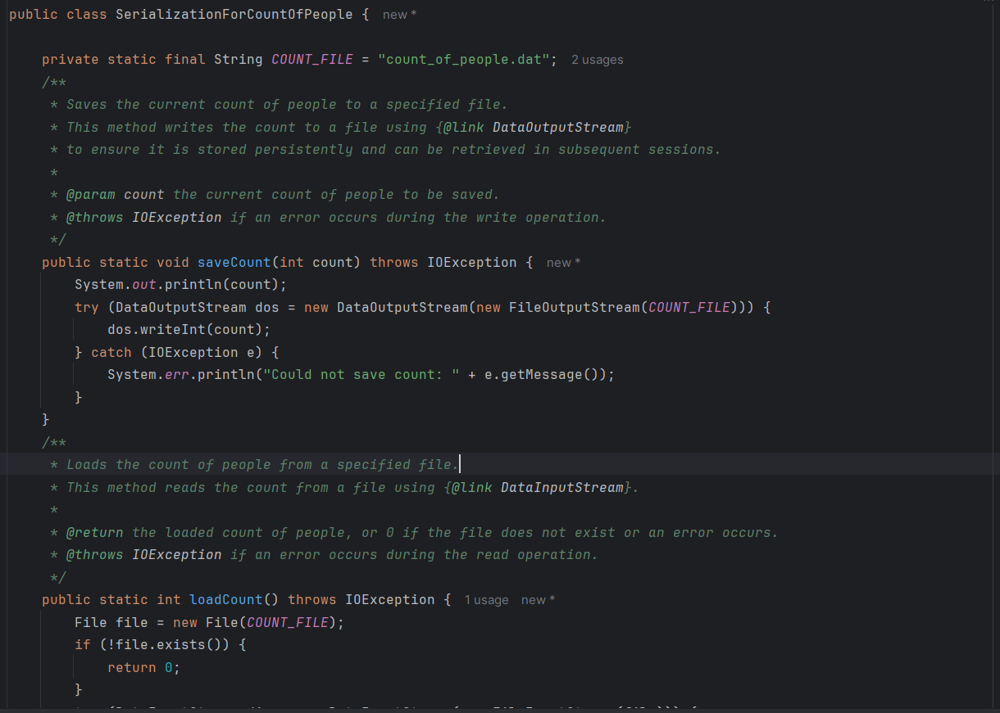 public class SerializationForCountOfPeople {  new *
private static final String COUNT_FILE = "count_of_people.dat";  2 usages
/**
* Saves the current count of people to a specified file.
* This method writes the count to a file using {@link DataOutputStream}
* to ensure it is stored persistently and can be retrieved in subsequent sessions.
*
* @param count the current count of people to be saved.
* @throws IOException if an error occurs during the write operation.
*/
public static void saveCount(int count) throws IOException {  new *
System.out.println(count);
try (DataOutputStream dos = new DataOutputStream(new FileOutputStream(COUNT_FILE))) {
dos.writeInt(count);
} catch (IOException e) {
System.err.println("Could not save count: " + e.getMessage());
}
}
/**
* Loads the count of people from a specified file.
* This method reads the count from a file using {@link DataInputStream}.
*
* @return the loaded count of people, or 0 if the file does not exist or an error occurs.
* @throws IOException if an error occurs during the read operation.
*/
public static int loadCount() throws IOException {  1 usage  new *
File file = new File(COUNT_FILE);
if (!file.exists()) {
return 0;
}